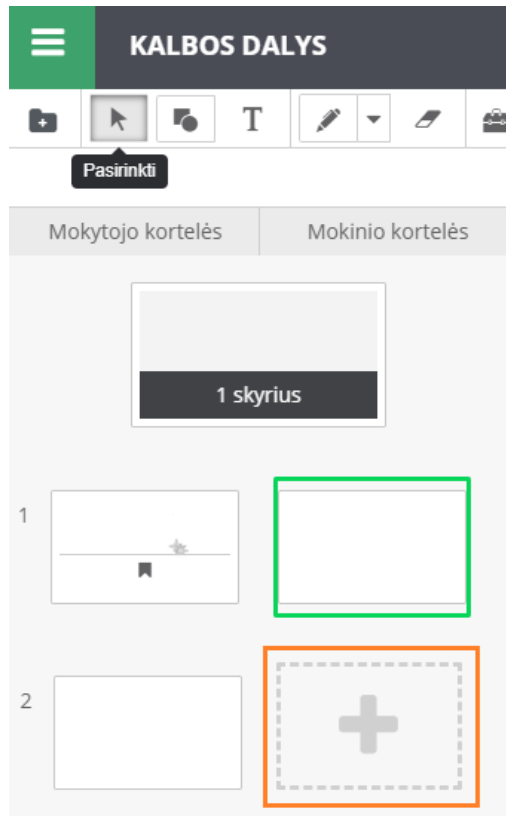 KALBOS DALYS
T
Pasirinkti
Mokytojo kortelės Mokinio kortelės
1 skyrius
1
2